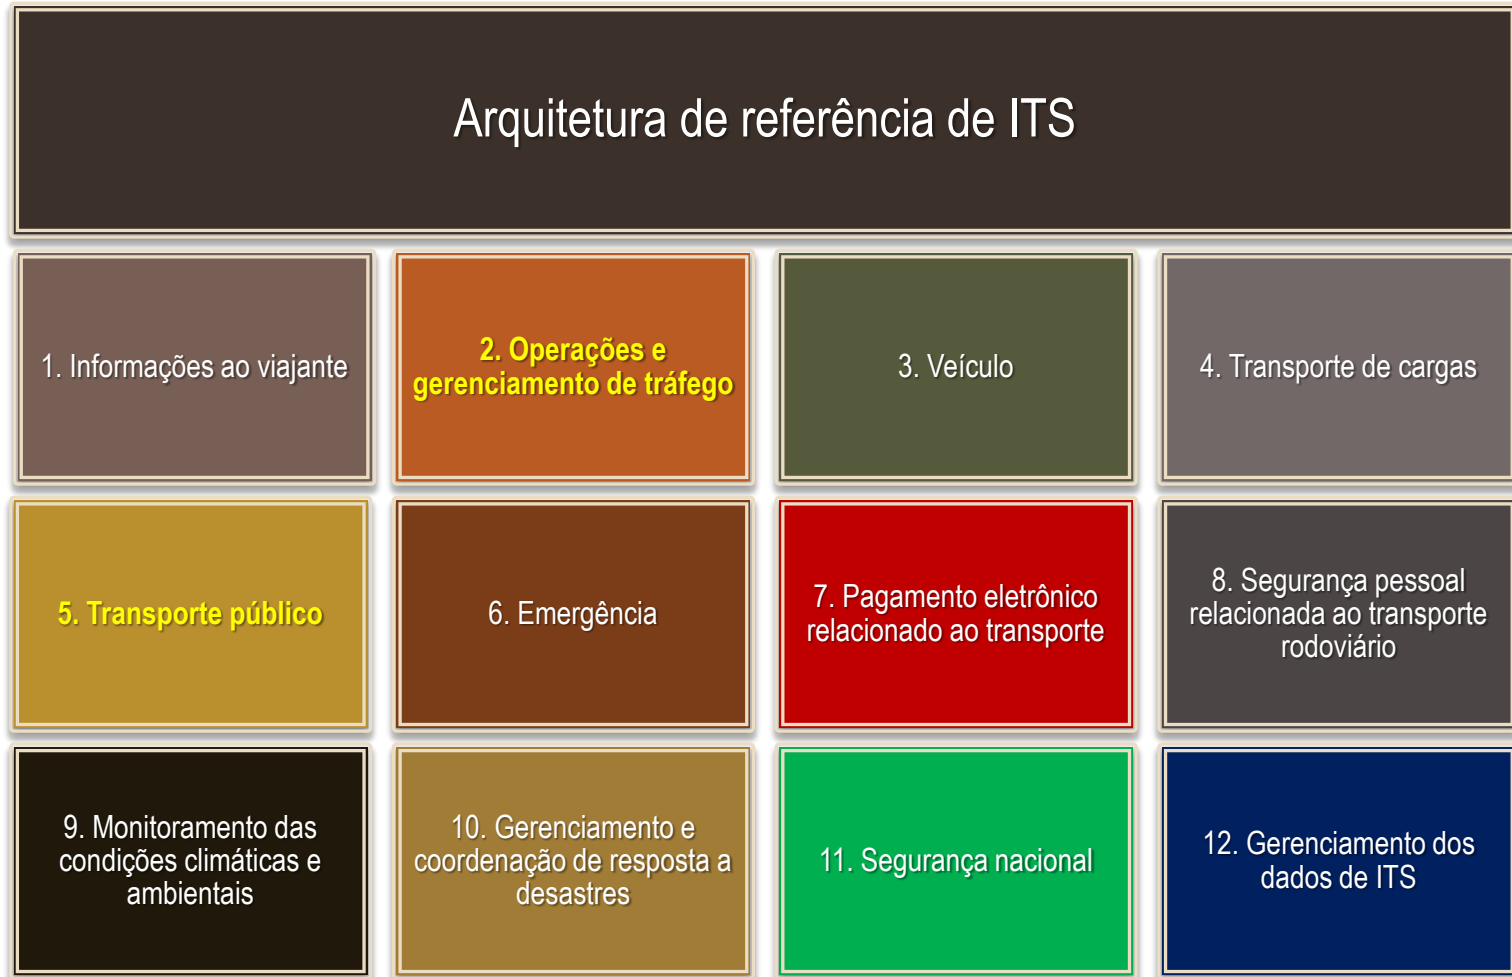 Arquitetura de referência de ITS
1. Informações ao viajante
2. Operações e
gerenciamento de tráfego
3. Veículo
4. Transporte de cargas
5. Transporte público
6. Emergência
7. Pagamento eletrônico
relacionado ao transporte
8. Segurança pessoal
relacionada ao transporte
rodoviário
9. Monitoramento das
condições climáticas e
ambientais
10. Gerenciamento e
coordenação de resposta a
desastres
11. Segurança nacional
12. Gerenciamento dos
dados de ITS